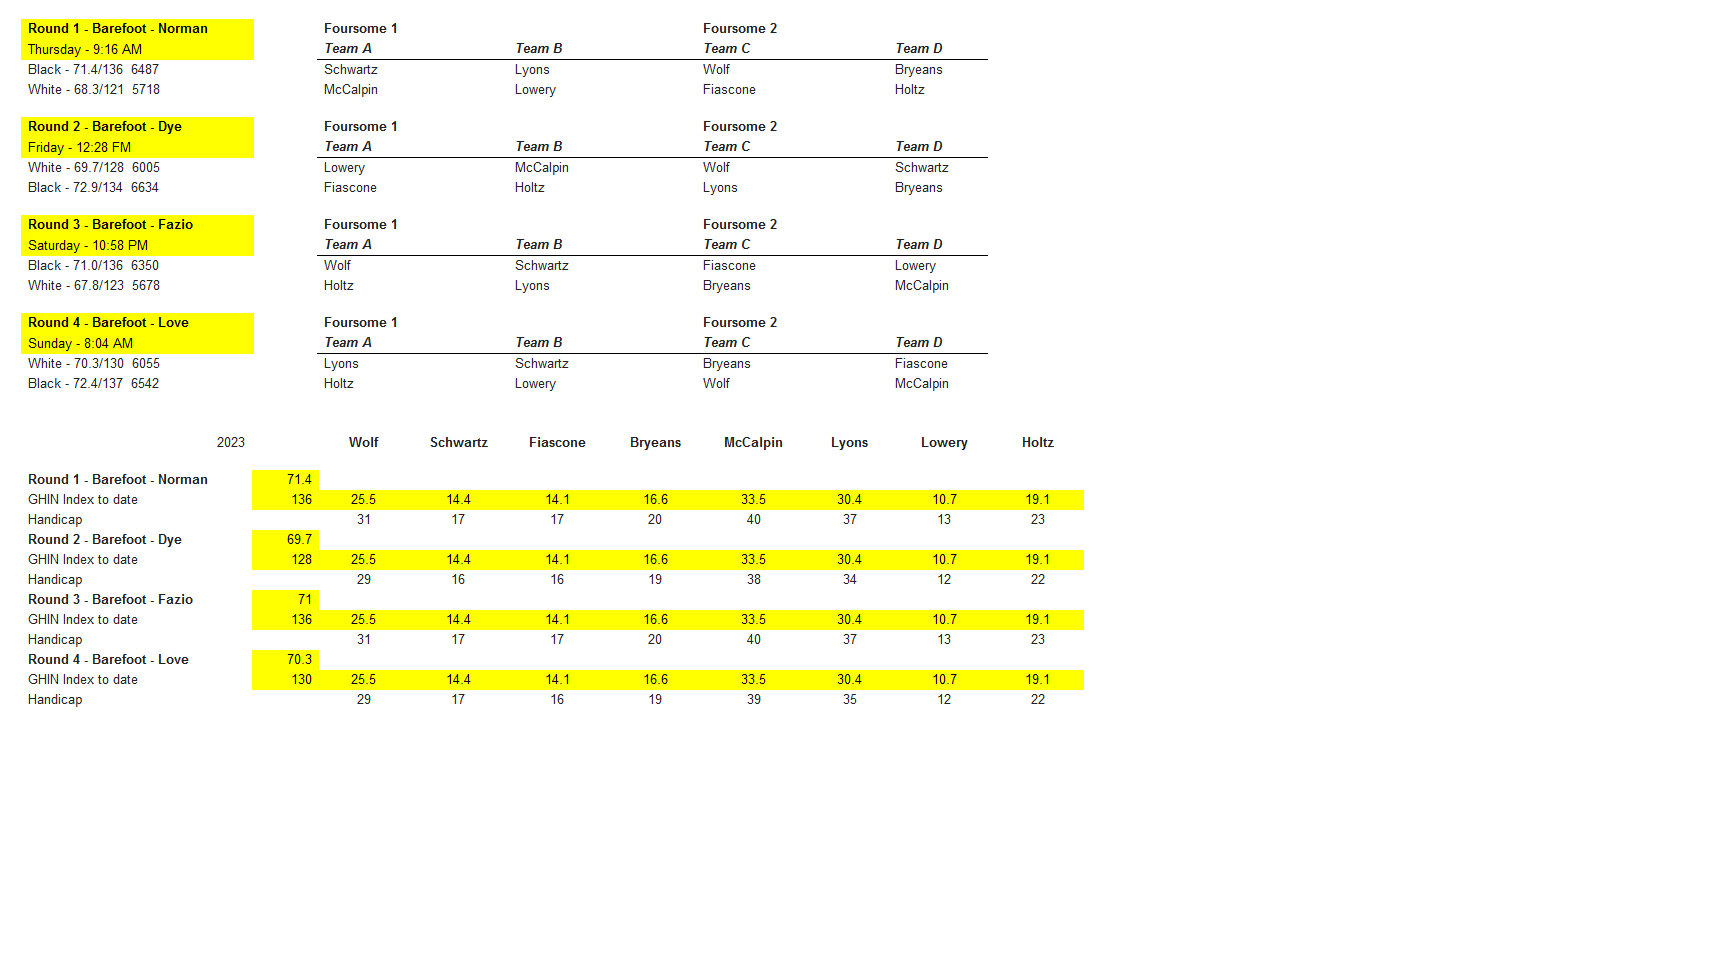 Round 1 - Barefoot - Norman Foursome 1 Foursome 2
Thursday - 9:16 AM Team A Team B Team C Team D
Black - 71.4/136 6487 Schwartz Lyons Wolf Bryeans
White - 68.3/121 5718 McCalpin Lowery Fiascone Holtz
Round 2 - Barefoot - Dye Foursome 1 Foursome 2
Friday - 12:28 PM Team A Team B Team C Team D
White - 69.7/128 6005 Lowery McCalpin Wolf Schwartz
Black - 72.9/134 6634 Fiascone Holtz Lyons Bryeans
Round 3 - Barefoot - Fazio Foursome 1 Foursome 2
Saturday - 10:58 PM Team A Team B Team C Team D
Black - 71.0/136 6350 Wolf Schwartz Fiascone Lowery
White - 67.8/123 5678 Holtz Lyons Bryeans McCalpin
Round 4 - Barefoot - Love Foursome 1 Foursome 2
Sunday - 8:04 AM Team A Team B Team C Team D
White - 70.3/130 6055 Lyons Schwartz Bryeans Fiascone
Black - 72.4/137 6542 Holtz Lowery Wolf McCalpin
2023 Wolf Schwartz Fiascone Bryeans McCalpin Lyons Lowery Holtz
Round 1 - Barefoot - Norman 71.4
GHIN Index to date 136 25.5 14.4 14.1 16.6 33.5 30.4 10.7 19.1
Handicap 31 17 17 20 40 37 13 23
Round 2 - Barefoot - Dye 69.7
GHIN Index to date 128 25.5 14.4 14.1 16.6 33.5 30.4 10.7 19.1
Handicap 29 16 16 19 38 34 12 22
Round 3 - Barefoot - Fazio 71
GHIN Index to date 136 25.5 14.4 14.1 16.6 33.5 30.4 10.7 19.1
Handicap 31 17 17 20 40 37 13 23
Round 4 - Barefoot - Love 70.3
GHIN Index to date 130 25.5 14.4 14.1 16.6 33.5 30.4 10.7 19.1
Handicap 29 17 16 19 39 35 12 22